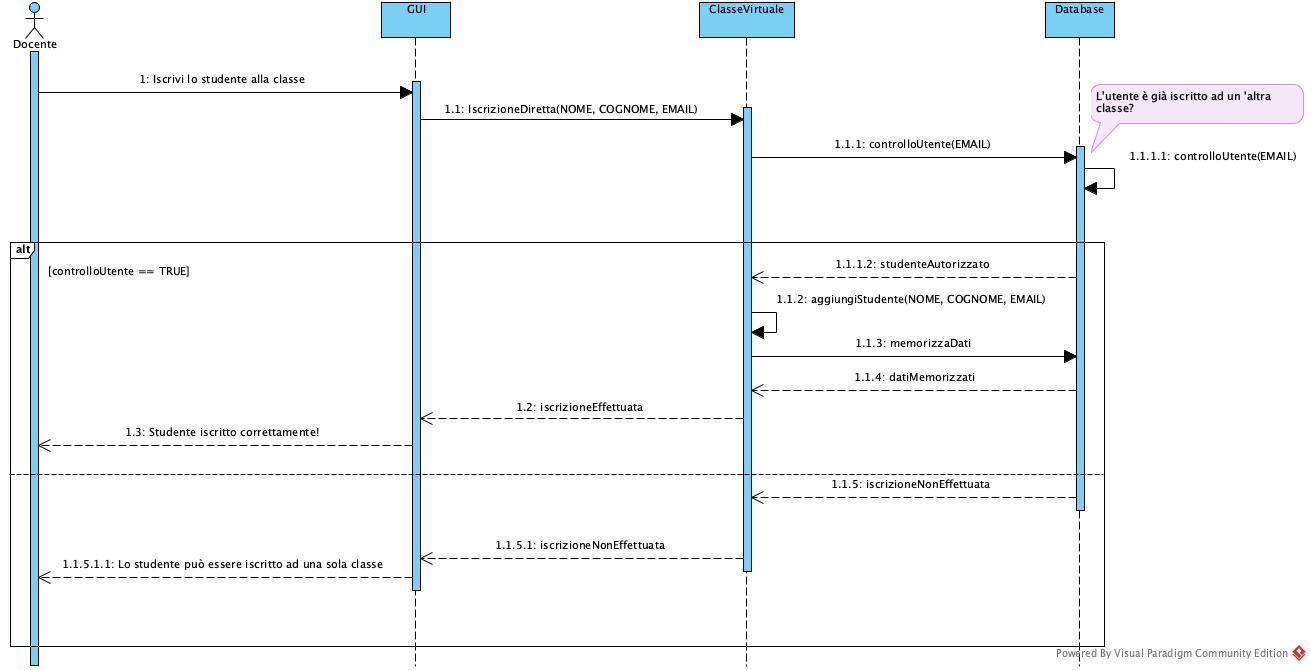 GUI
ClasseVirtuale
Database
Docente
1: Iscrivi lo studente alla classe
L'utente è già iscritto ad un 'altra
classe?
1.1: IscrizioneDiretta(NOME, COGNOME, EMAIL)
1.1.1: controlloUtente(EMAIL)
1.1.1.1: controlloUtente(EMAIL)
alt
[controlloUtente == TRUE]
1.1.1.2: studenteAutorizzato
1.1.2: aggiungiStudente(NOME, COGNOME, EMAIL)
1.1.3: memorizzaDati
1.1.4: datiMemorizzati
1.2: iscrizioneEffettuata
1.3: Studente iscritto correttamente!
1.1.5: iscrizioneNonEffettuata
1.1.5.1: iscrizioneNonEffettuata
1.1.5.1.1: Lo studente può essere iscritto ad una sola classe
Powered By Visual Paradigm Community Edition